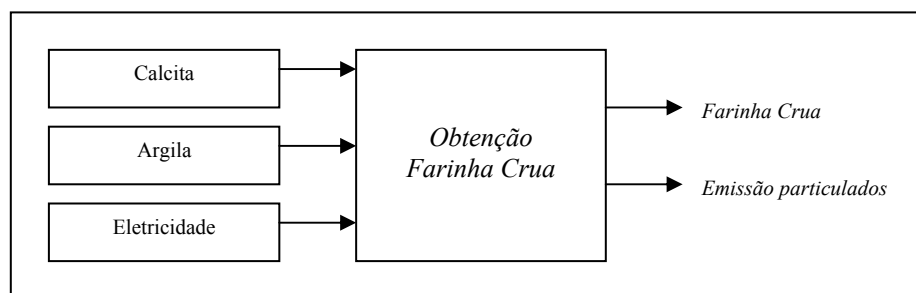 Calcita
Argila
Eletricidade
Obtenção
Farinha Crua
Farinha Crua
Emissão particulados